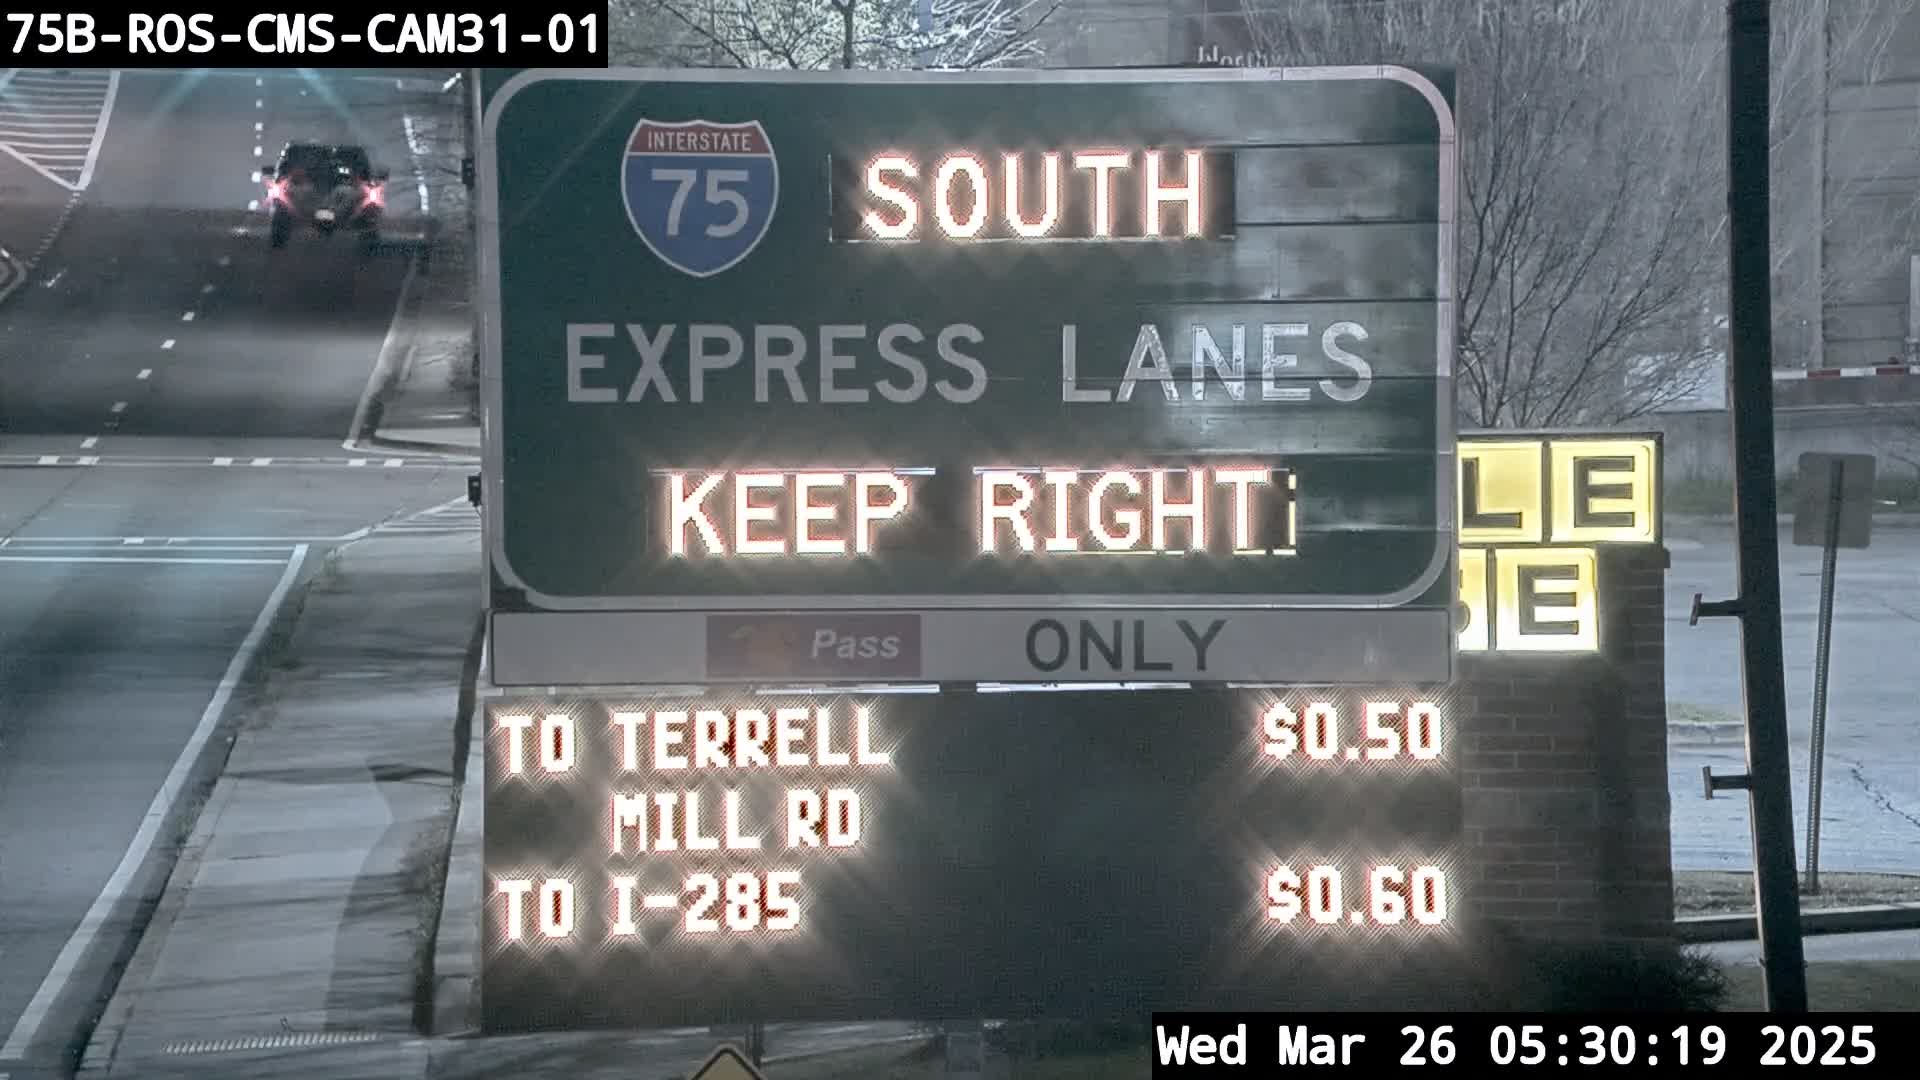 75B-ROS-CMS-CAM31-01
INTERSTATE
75
SOUTH
EXPRESS LANES
KEEP RIGHT
Pass ONLY
TO TERRELL $0.50
MILL RD
TO I-285 $0.60
LE
E
Wed Mar 26 05:30:19 2025